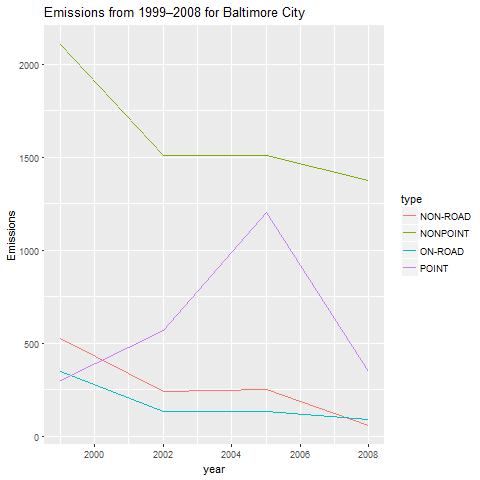 Emissions from 1999–2008 for Baltimore City
2000
1500
1000
500
0
Emissions
2000
2002
2004
2006
2008
year
type
NON-ROAD
NONPOINT
ON-ROAD
POINT